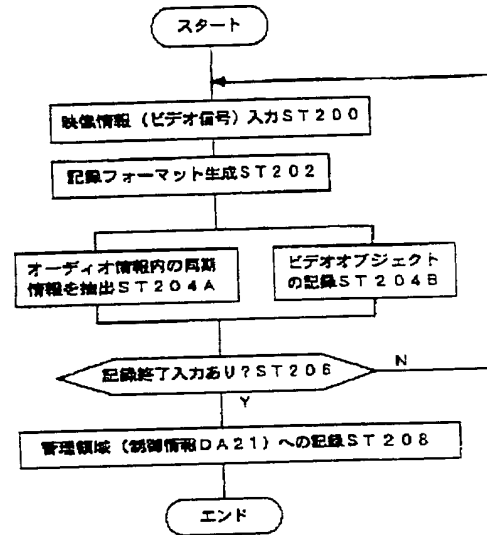 スタート
映像情報（ビデオ信号）入力ＳＴ２００
記録フォーマット生成ＳＴ２０２
オーディオ情報内の同期
情報を抽出ＳＴ２０４Ａ
ビデオオブジェクト
の記録ＳＴ２０４Ｂ
記録終了入力あり？ＳＴ２０６
N
Y
管理領域（制御情報ＤＡ２１）への記録ＳＴ２０８
エンド